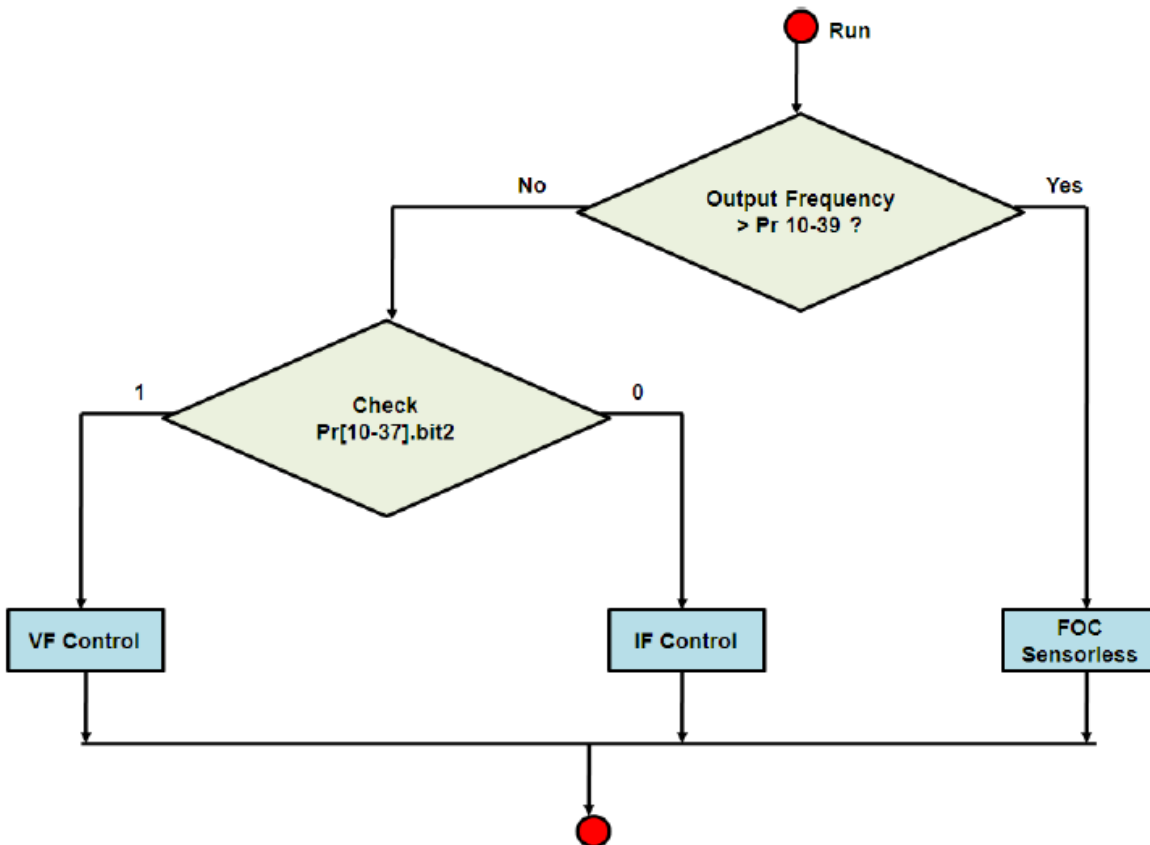 Run
No
Yes
Output Frequency
> Pr 10-39 ?
1
0
Check
Pr[10-37].bit2
VF Control
IF Control
FOC
Sensorless